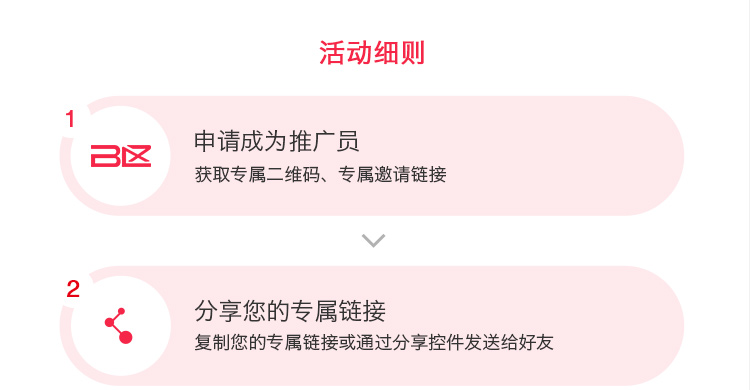 活动细则
1
B区
申请成为推广员
获取专属二维码、专属邀请链接
2
分享您的专属链接
复制您的专属链接或通过分享控件发送给好友